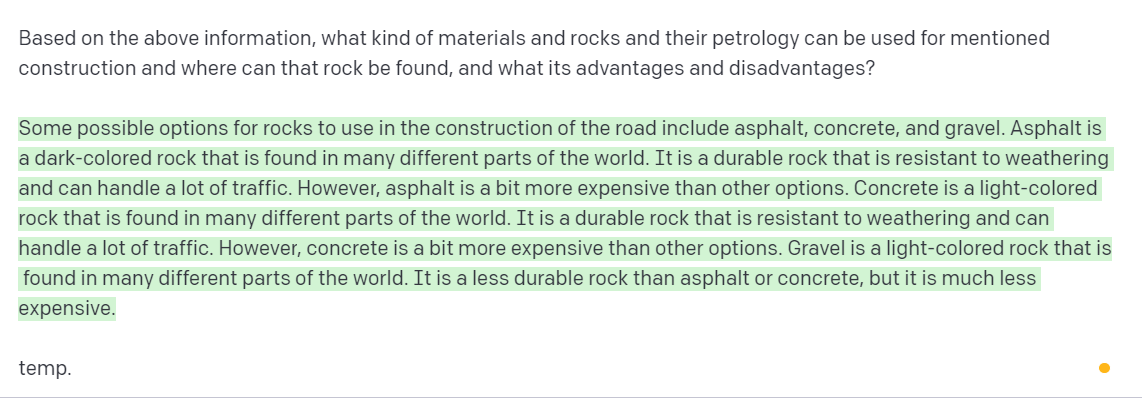 Based on the above information, what kind of materials and rocks and their petrology can be used for mentioned
construction and where can that rock be found, and what its advantages and disadvantages?
Some possible options for rocks to use in the construction of the road include asphalt, concrete, and gravel. Asphalt is
a dark-colored rock that is found in many different parts of the world. It is a durable rock that is resistant to weathering
and can handle a lot of traffic. However, asphalt is a bit more expensive than other options. Concrete is a light-colored
rock that is found in many different parts of the world. It is a durable rock that is resistant to weathering and can
handle a lot of traffic. However, concrete is a bit more expensive than other options. Gravel is a light-colored rock that is
found in many different parts of the world. It is a less durable rock than asphalt or concrete, but it is much less
expensive.
temp.